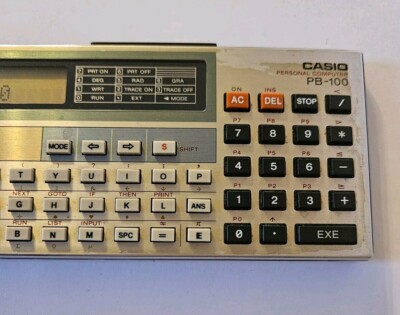 CASIO
PERSONAL COMPUTER
PB-100
7 PRT ON 8 PRT OFF
4 DEG 5 RAD 6 GRA
1 WRT 2 TRACE ON 3 TRACE OFF
0 RUN • EXT ◄ MODE
0
ON INS
AC DEL STOP /
P7 P8 P9
7 8 9 *
MODE ⇦ ⇨ S SHIFT
P4 P5 P6
4 5 6 −
T Y U I O P
P1 P2 P3
1 2 3 +
NEXT GOTO IF THEN PRINT
G H J K L ANS
P0
0 • EXE
RUN LIST INPUT
B N M SPC = E